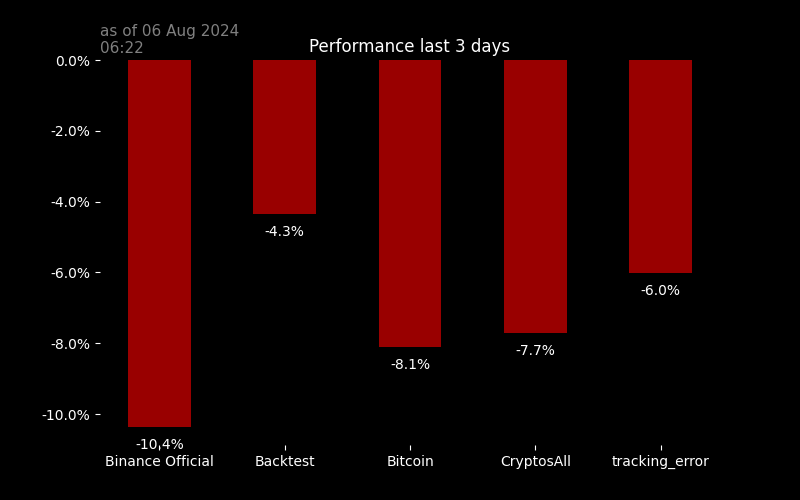 as of 06 Aug 2024
06:22
Performance last 3 days
0.0%
-2.0%
-4.0%
-6.0%
-8.0%
-10.0%
-4.3%
-6.0%
-7.7%
-8.1%
-10.4%
Binance Official
Backtest
Bitcoin
CryptosAll
tracking_error